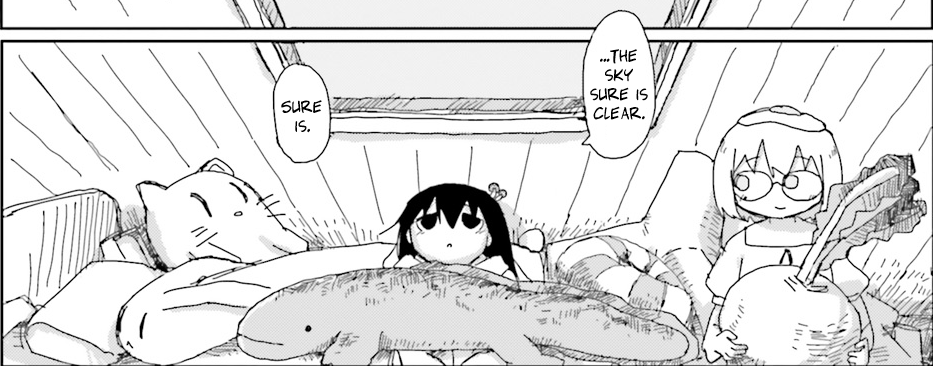 ...THE
SKY
SURE IS
CLEAR.
SURE
IS.